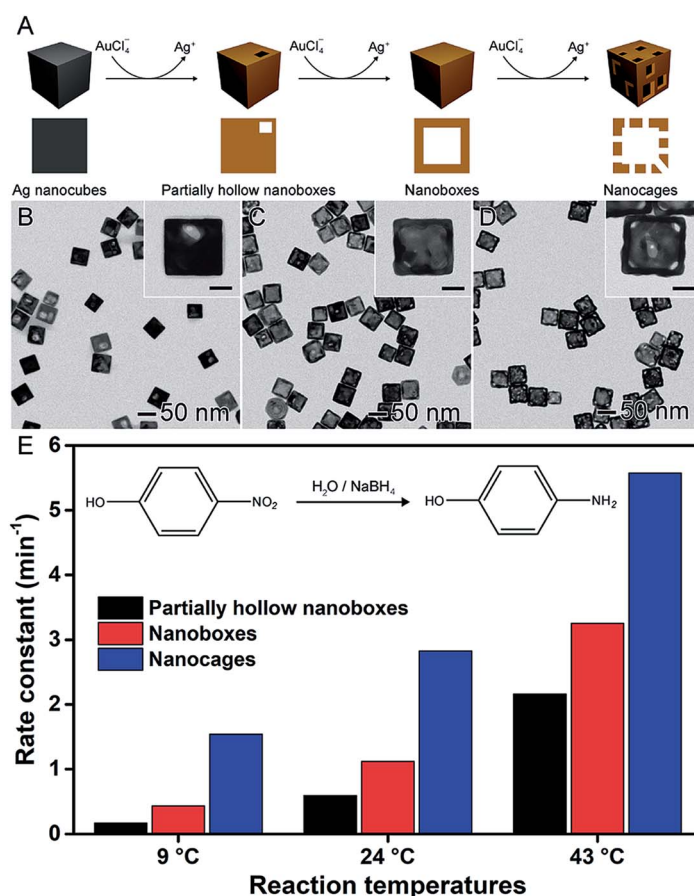 A
AuCl₄⁻ Ag⁺ AuCl₄⁻ Ag⁺ AuCl₄⁻ Ag⁺
Ag nanocubes Partially hollow nanoboxes Nanoboxes Nanocages
B C D
50 nm 50 nm 50 nm
E
6
HO NO₂ H₂O / NaBH₄ HO NH₂
5
4
Partially hollow nanoboxes
3
Nanoboxes
Nanocages
2
1
0
Rate constant (min⁻¹)
9 °C 24 °C 43 °C
Reaction temperatures